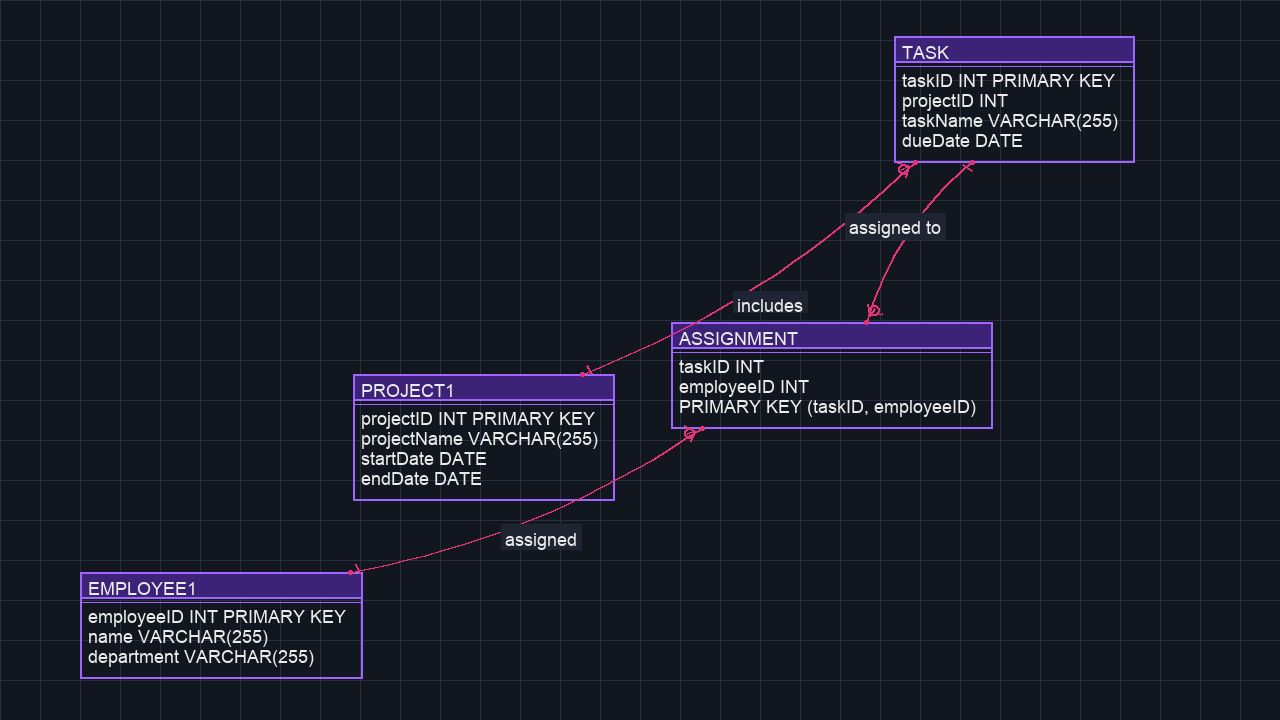 TASK
taskID INT PRIMARY KEY
projectID INT
taskName VARCHAR(255)
dueDate DATE
assigned to
includes
ASSIGNMENT
taskID INT
employeeID INT
PRIMARY KEY (taskID, employeeID)
PROJECT1
projectID INT PRIMARY KEY
projectName VARCHAR(255)
startDate DATE
endDate DATE
assigned
EMPLOYEE1
employeeID INT PRIMARY KEY
name VARCHAR(255)
department VARCHAR(255)